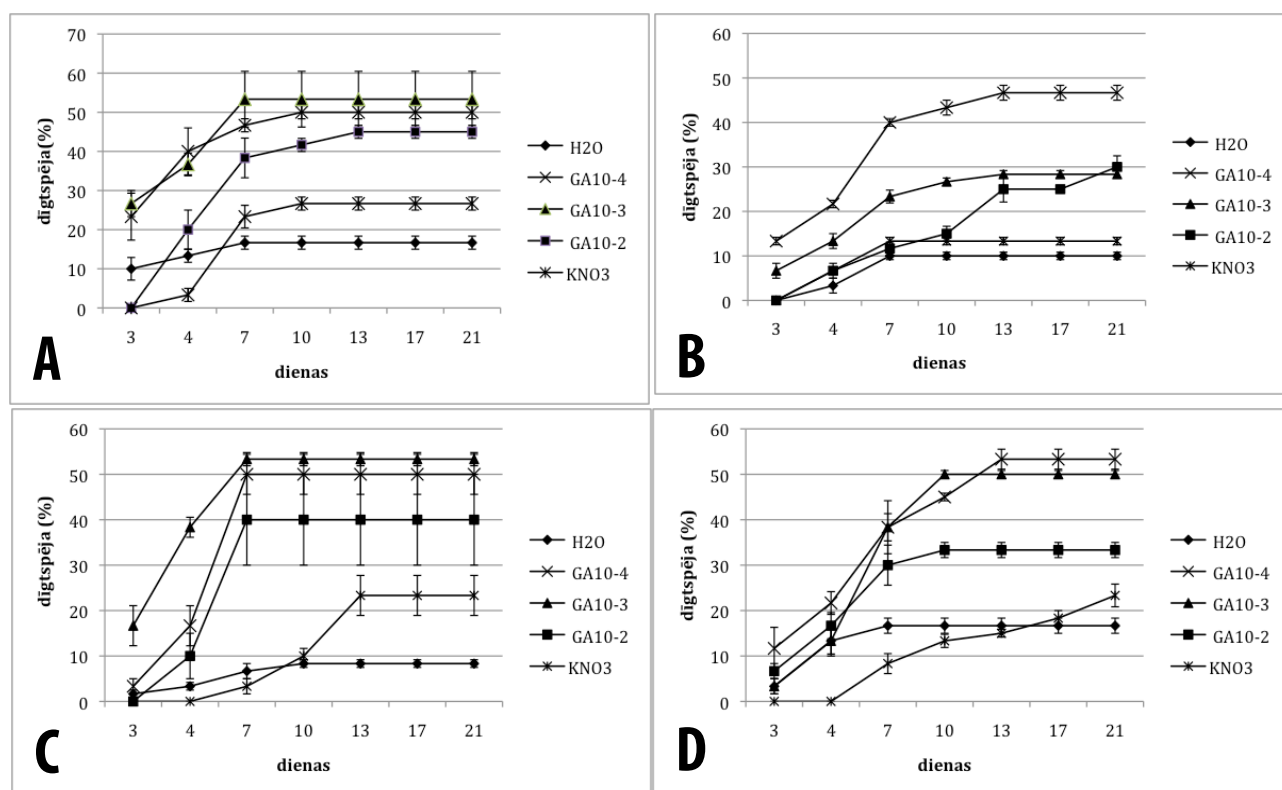 70
60
50
40
30
20
10
0
dīgtspēja(%)
3 4 7 10 13 17 21
dienas
H2O
GA10-4
GA10-3
GA10-2
KNO3
A
60
50
40
30
20
10
0
dīgtspēja (%)
3 4 7 10 13 17 21
dienas
H2O
GA10-4
GA10-3
GA10-2
KNO3
B
60
50
40
30
20
10
0
dīgtspēja (%)
3 4 7 10 13 17 21
dienas
H2O
GA10-4
GA10-3
GA10-2
KNO3
C
60
50
40
30
20
10
0
dīgtspēja (%)
3 4 7 10 13 17 21
dienas
H2O
GA10-4
GA10-3
GA10-2
KNO3
D